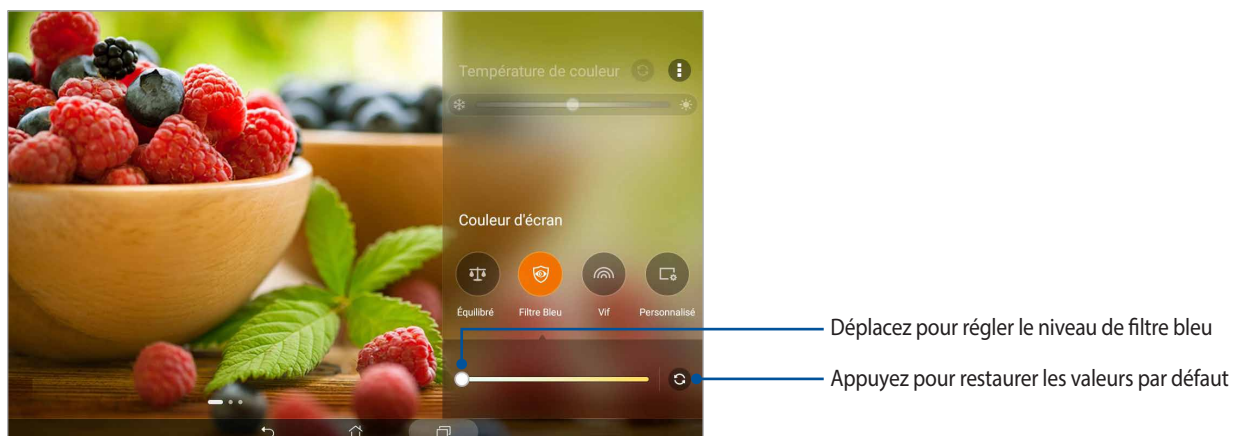 Température de couleur
Couleur d'écran
Équilibré
Filtre Bleu
Vif
Personnalisé
Déplacez pour régler le niveau de filtre bleu
Appuyez pour restaurer les valeurs par défaut